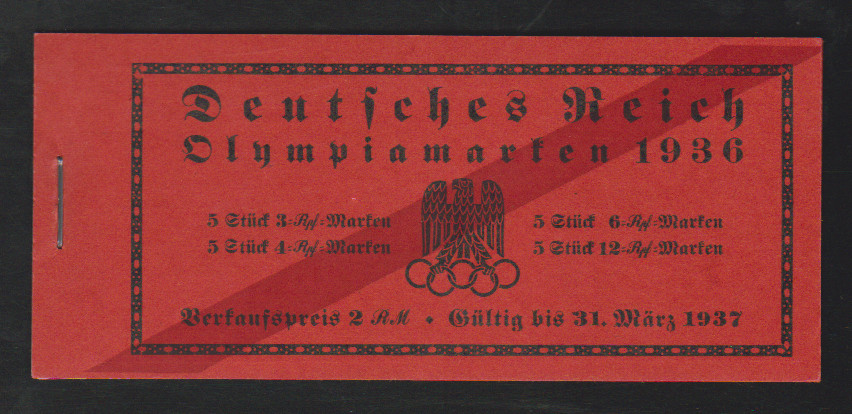 Deutsches Reich
Olympiamarken 1936
5 Stück 3=Rpf=Marken
5 Stück 4=Rpf=Marken
5 Stück 6=Rpf=Marken
5 Stück 12=Rpf=Marken
Verkaufspreis 2 RM • Gültig bis 31. März 1937